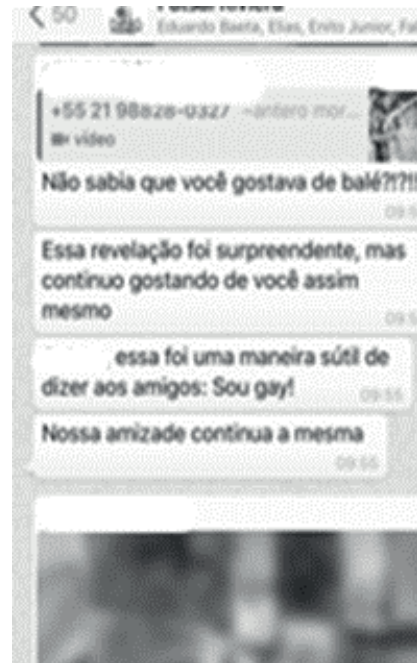 50
Eduardo Baeta, Elias, Enito Junior,
+55 21 98828-0327 ~antero mor...
vídeo
Não sabia que você gostava de balé?!?!!
Essa revelação foi surpreendente, mas
continuo gostando de você assim
mesmo
, essa foi uma maneira sútil de
dizer aos amigos: Sou gay!
09:55
Nossa amizade continua a mesma
09:55